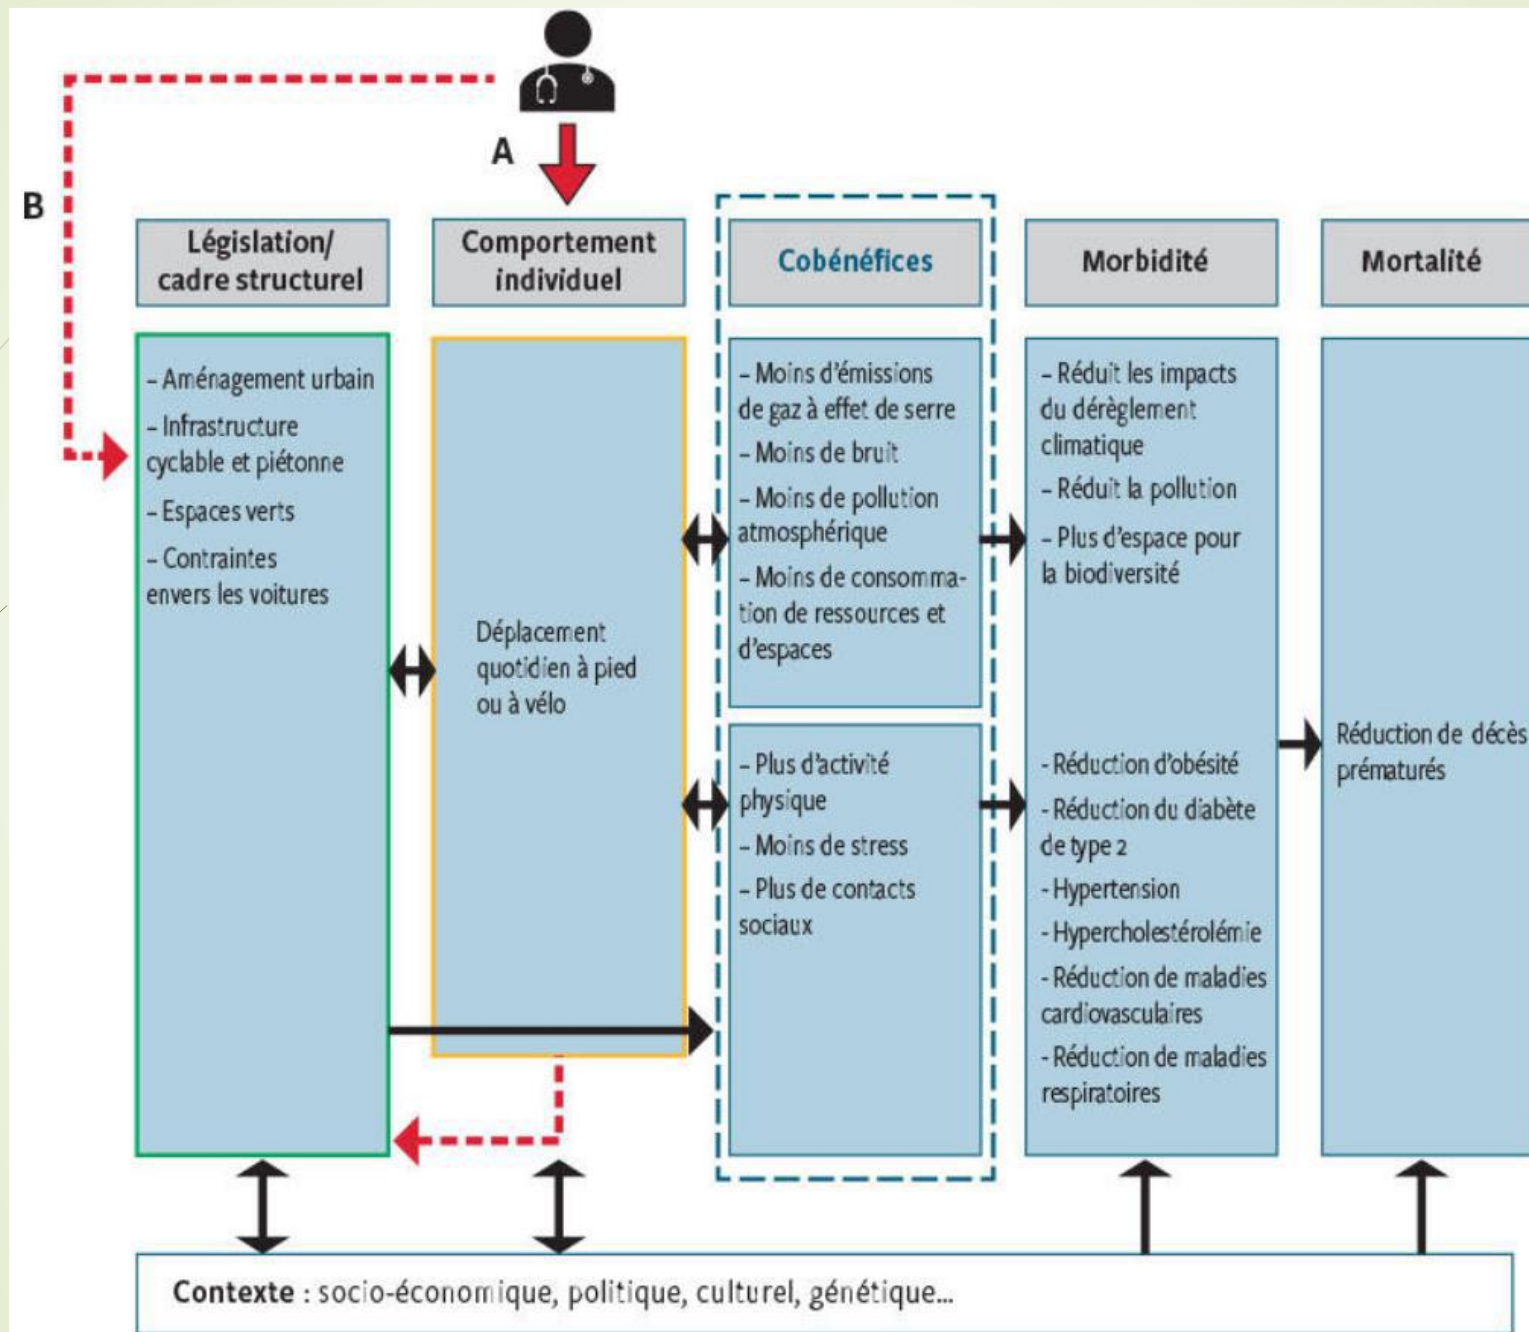 A
B
Législation/
cadre structurel
Comportement
individuel
Cobénéfices
Morbidité
Mortalité
– Aménagement urbain
– Infrastructure
cyclable et piétonne
– Espaces verts
– Contraintes
envers les voitures
Déplacement
quotidien à pied
ou à vélo
– Moins d'émissions
de gaz à effet de serre
– Moins de bruit
– Moins de pollution
atmosphérique
– Moins de consomma-
tion de ressources et
d'espaces
– Plus d'activité
physique
– Moins de stress
– Plus de contacts
sociaux
– Réduit les impacts
du dérèglement
climatique
– Réduit la pollution
– Plus d'espace pour
la biodiversité
- Réduction d'obésité
- Réduction du diabète
de type 2
- Hypertension
- Hypercholestérolémie
- Réduction de maladies
cardiovasculaires
- Réduction de maladies
respiratoires
Réduction de décès
prématurés
Contexte : socio-économique, politique, culturel, génétique...